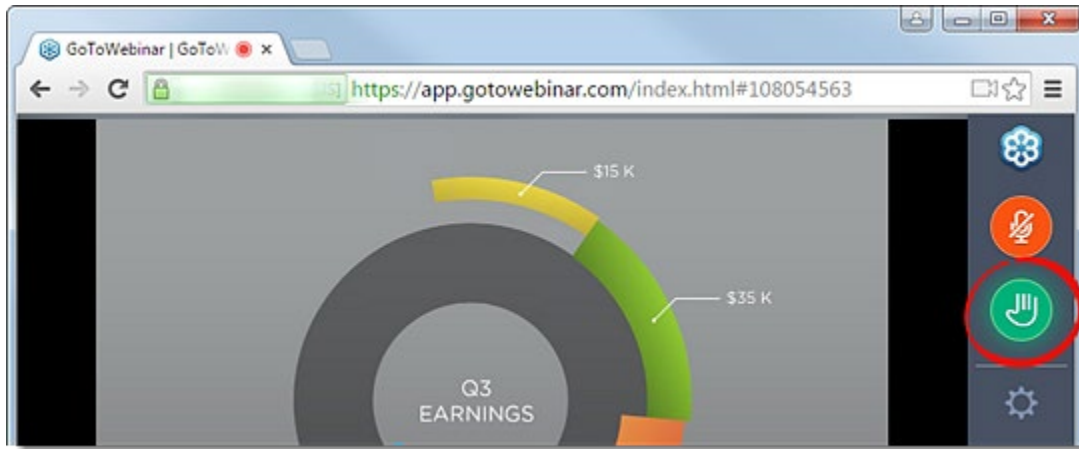 GoToWebinar | GoToW
https://app.gotowebinar.com/index.html#108054563
$15 K
$35 K
Q3
EARNINGS